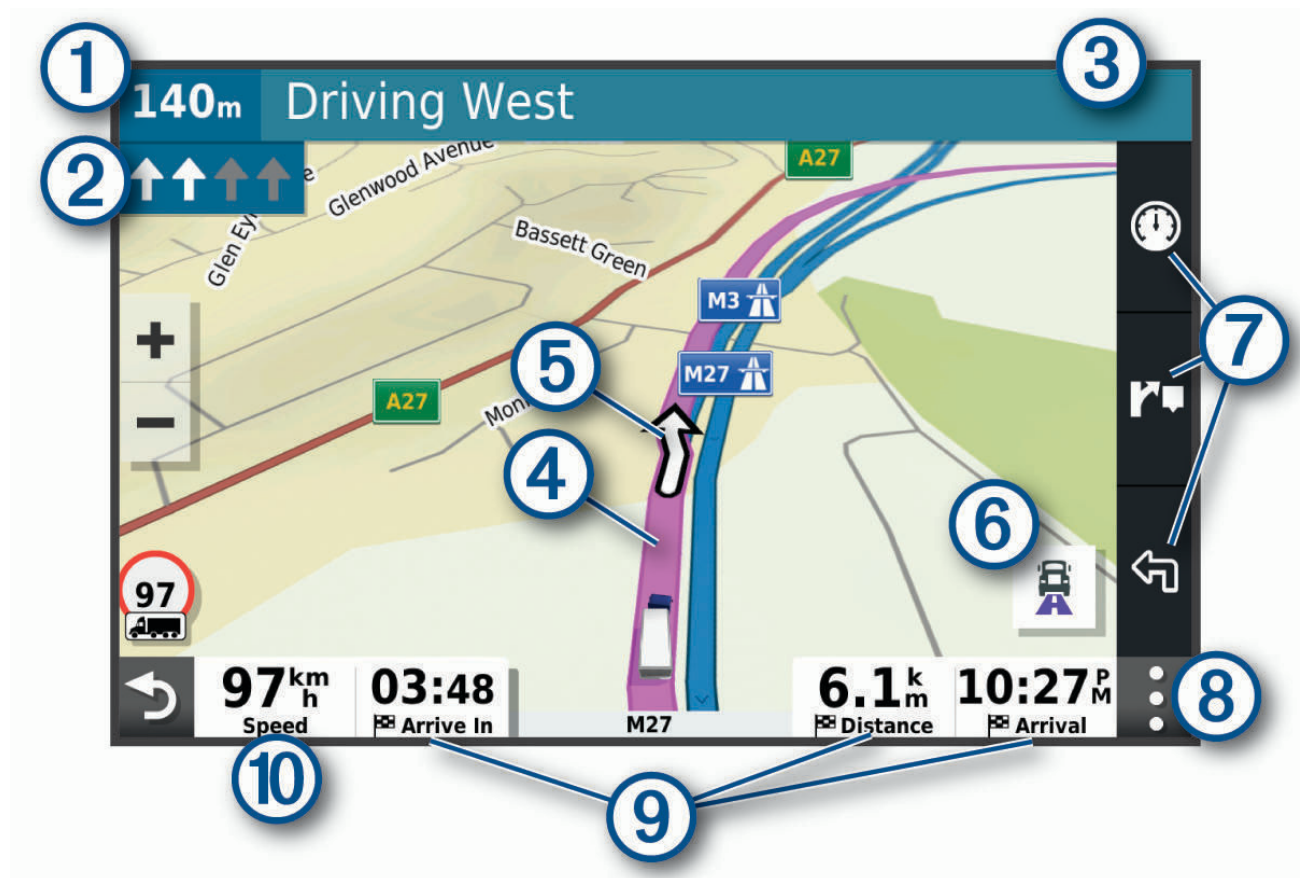 1
3
140m Driving West
2
Glen Ey
e
Glenwood Avenue
A27
Bassett Green
M3
7
5
M27
+
−
A27
Mon
4
6
97
97 km/h
Speed
03:48
Arrive In
M27
6.1 km
Distance
10:27 PM
Arrival
8
10
9